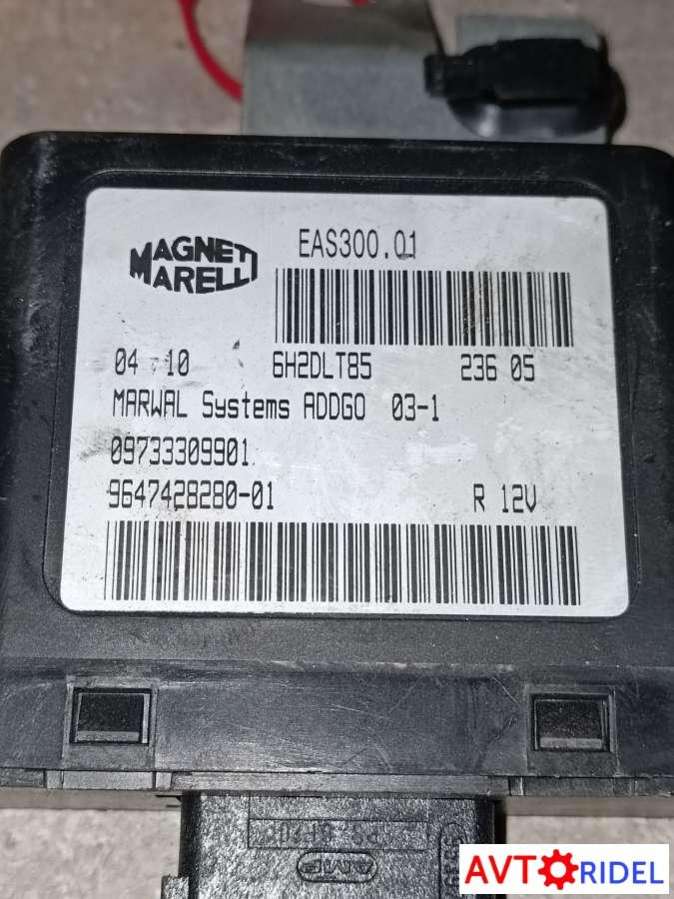 MAGNETI
MARELLI
EAS300.01
04 10 6H2DLT85 236 05
MARWAL Systems ADDGO 03-1
09733309901
9647428280-01 R 12V
AMP
AVTORIDEL